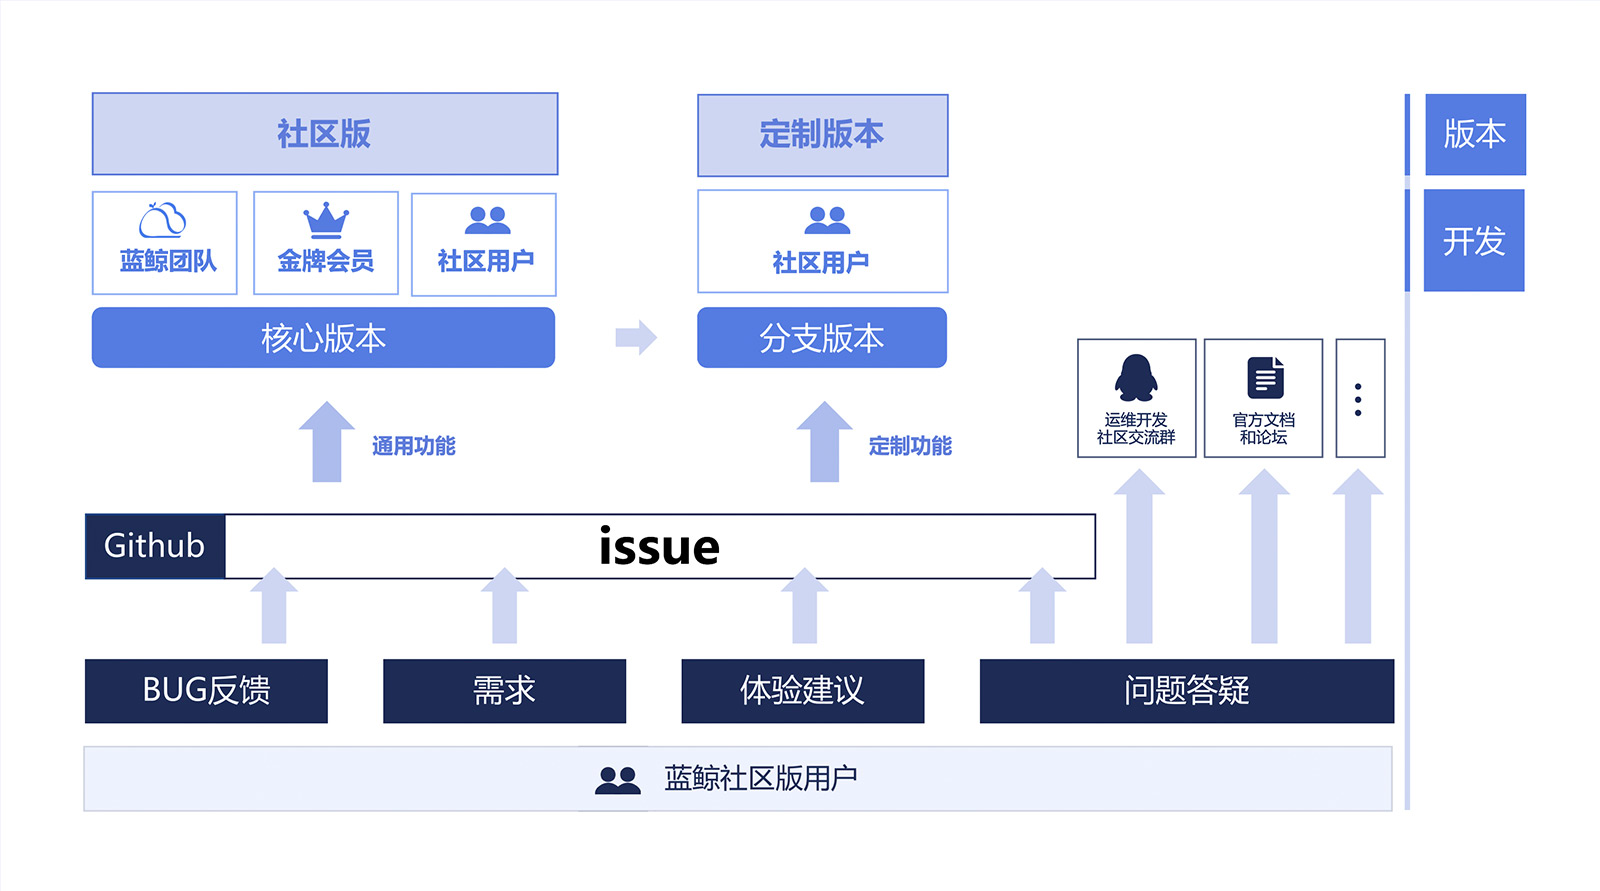 社区版
定制版本
版本
蓝鲸团队
金牌会员
社区用户
社区用户
开发
核心版本
分支版本
通用功能
定制功能
运维开发
社区交流群
官方文档
和论坛
Github
issue
BUG反馈
需求
体验建议
问题答疑
蓝鲸社区版用户